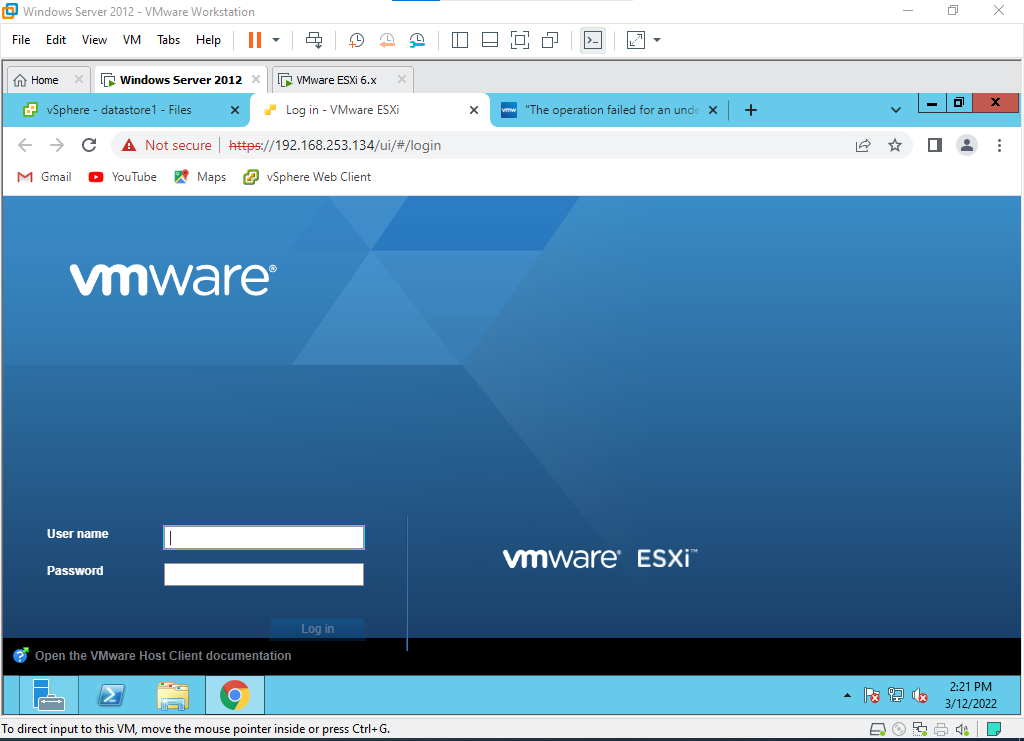 Windows Server 2012 - VMware Workstation
File Edit View VM Tabs Help
Home Windows Server 2012 VMware ESXi 6.x
vSphere - datastore1 - Files Log in - VMware ESXi vmw "The operation failed for an unde
Not secure https://192.168.253.134/ui/#/login
Gmail YouTube Maps vSphere Web Client
vmware®
User name
Password
vmware® ESXi™
Log in
Open the VMware Host Client documentation
2:21 PM
3/12/2022
To direct input to this VM, move the mouse pointer inside or press Ctrl+G.